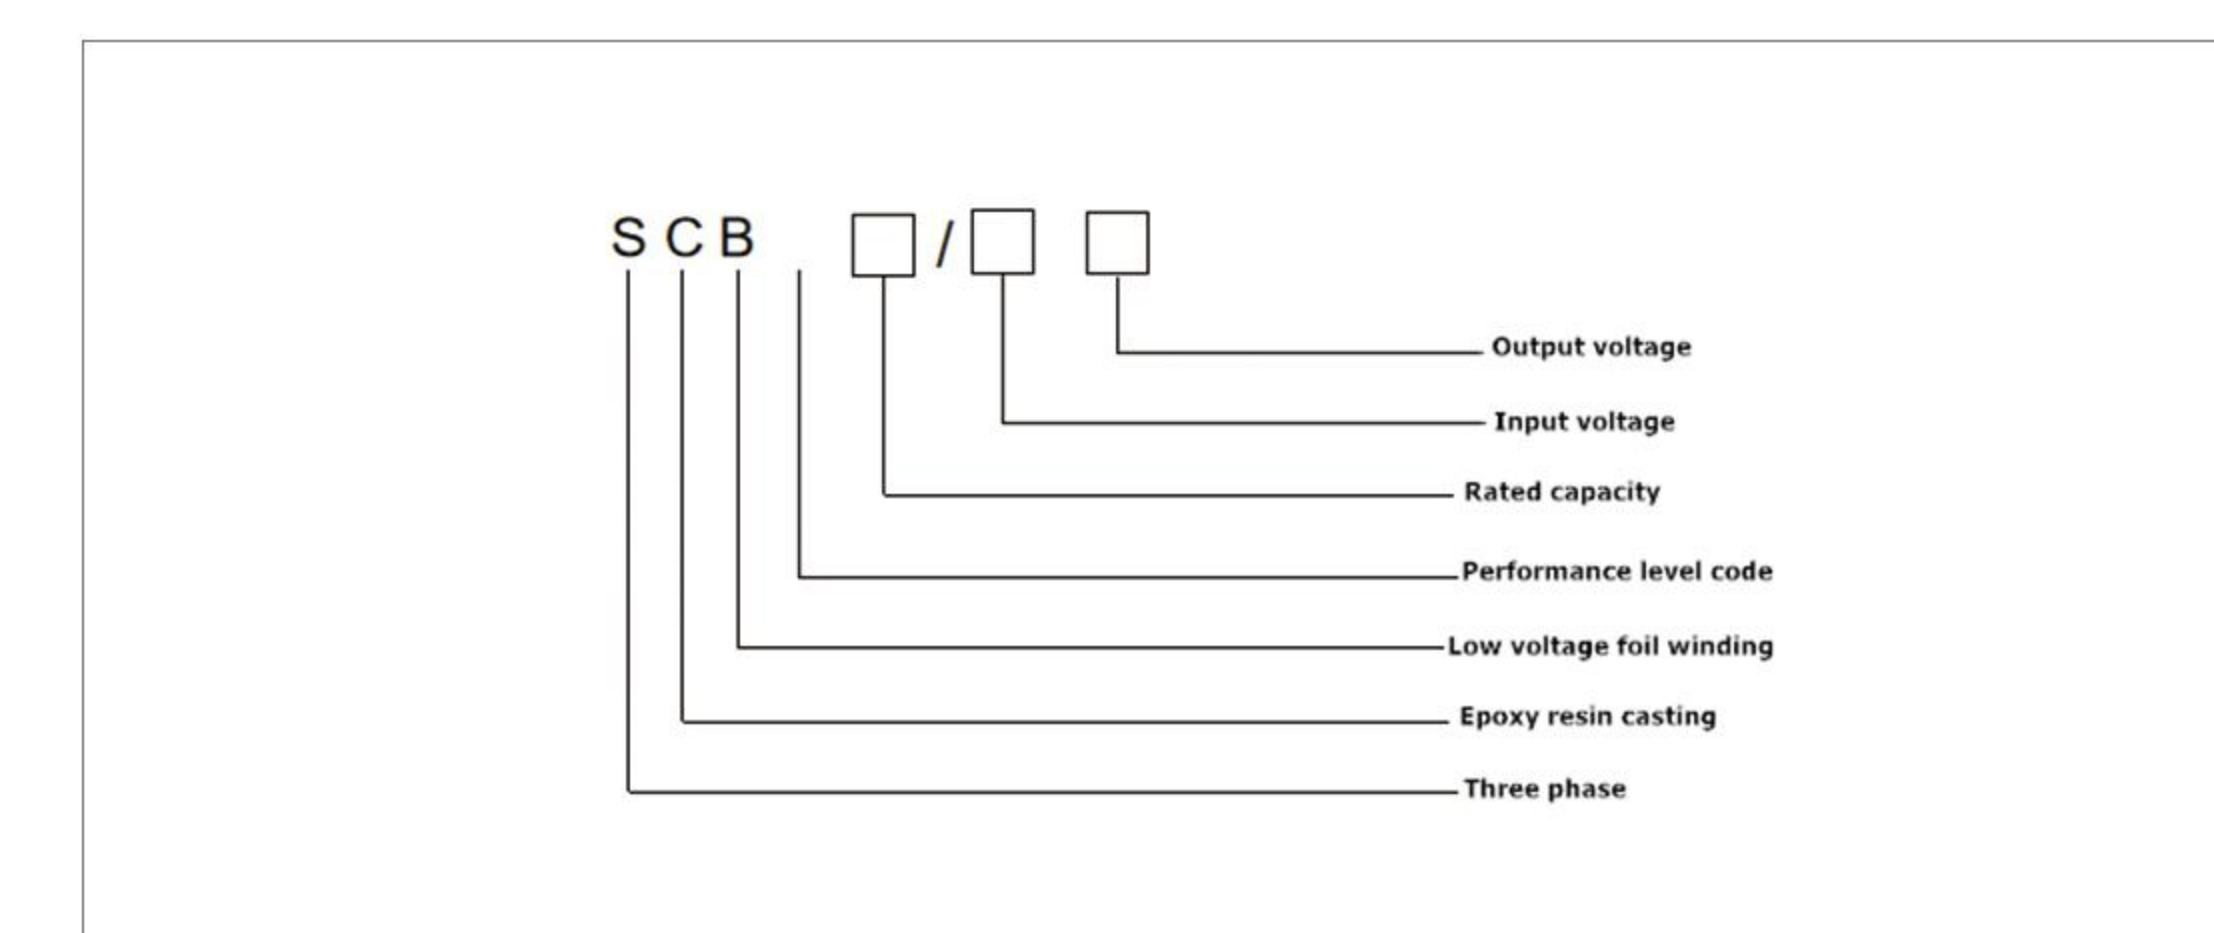 S C B □ / □ □
Output voltage
Input voltage
Rated capacity
Performance level code
Low voltage foil winding
Epoxy resin casting
Three phase